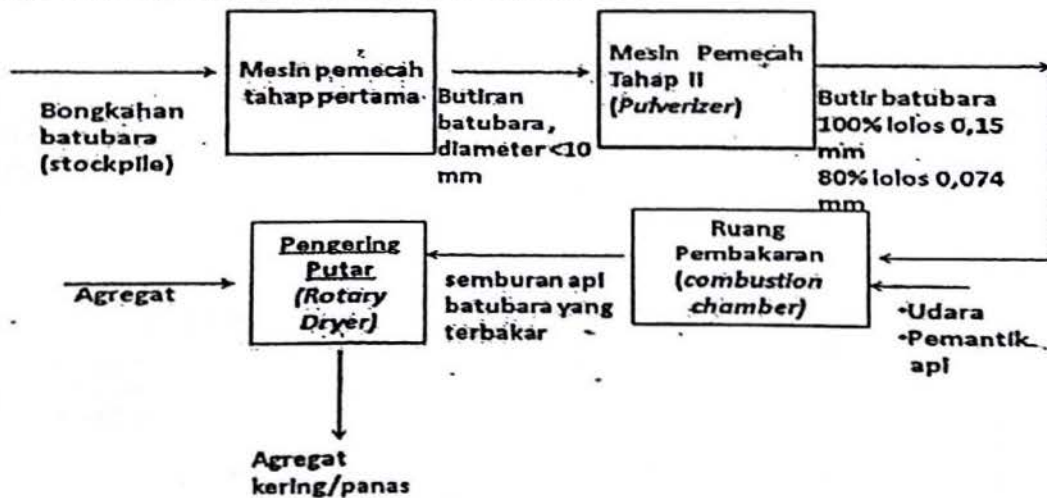 Bongkahan
batubara
(stockpile)
Mesin pemecah
tahap pertama
Butiran
batubara,
diameter <10
mm
Mesin Pemecah
Tahap II
(Pulverizer)
Butir batubara
100% lolos 0,15
mm
80% lolos 0,074
mm
Agregat
Pengering
Putar
(Rotary
Dryer)
semburan api
batubara yang
terbakar
Ruang
Pembakaran
(combustion
chamber)
•Udara
•Pemantik
api
Agregat
kering/panas